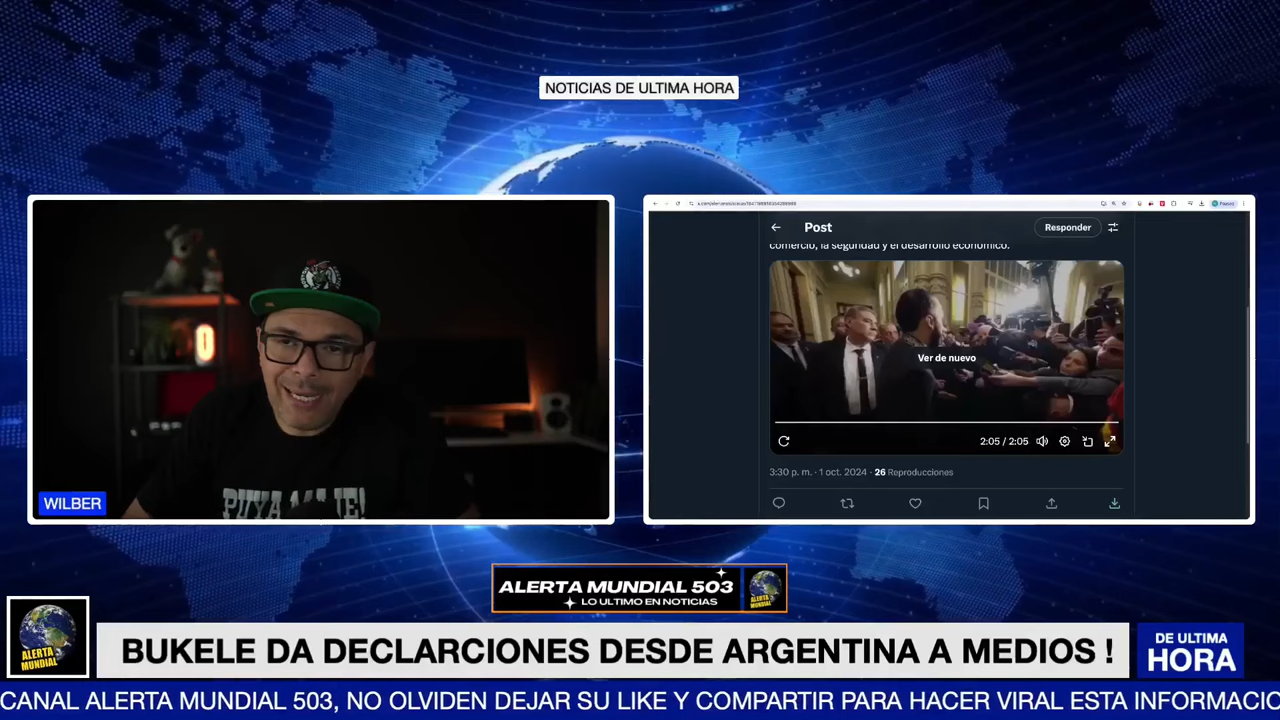 NOTICIAS DE ULTIMA HORA
WILBER
Post
Responder
comercio, la seguridad y el desarrollo económico.
Ver de nuevo
2:05 / 2:05
3:30 p. m. · 1 oct. 2024 · 26 Reproducciones
ALERTA MUNDIAL 503
LO ULTIMO EN NOTICIAS
ALERTA MUNDIAL
ALERTA
MUNDIAL
BUKELE DA DECLARCIONES DESDE ARGENTINA A MEDIOS !
DE ULTIMA
HORA
CANAL ALERTA MUNDIAL 503, NO OLVIDEN DEJAR SU LIKE Y COMPARTIR PARA HACER VIRAL ESTA INFORMACIO